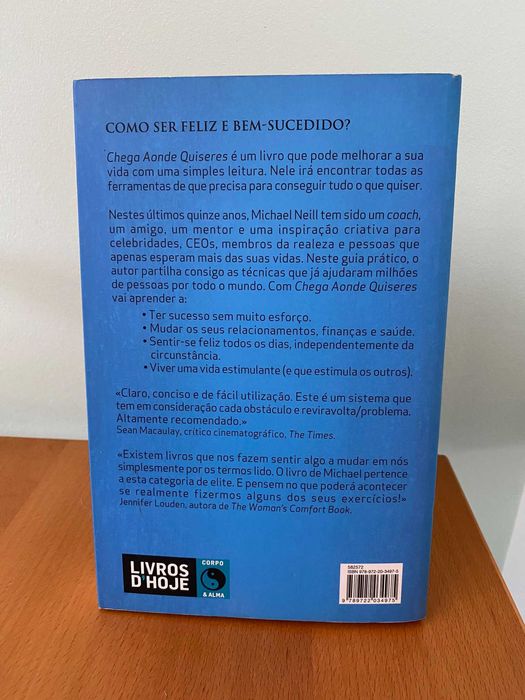 COMO SER FELIZ E BEM-SUCEDIDO?
Chega Aonde Quiseres é um livro que pode melhorar a sua
vida com uma simples leitura. Nele irá encontrar todas as
ferramentas de que precisa para conseguir tudo o que quiser.
Nestes últimos quinze anos, Michael Neill tem sido um coach,
um amigo, um mentor e uma inspiração criativa para
celebridades, CEOs, membros da realeza e pessoas que
apenas esperam mais das suas vidas. Neste guia prático, o
autor partilha consigo as técnicas que já ajudaram milhões
de pessoas por todo o mundo. Com Chega Aonde Quiseres
vai aprender a:
• Ter sucesso sem muito esforço.
• Mudar os seus relacionamentos, finanças e saúde.
• Sentir-se feliz todos os dias, independentemente da
circunstância.
• Viver uma vida estimulante (e que estimula os outros).
«Claro, conciso e de fácil utilização. Este é um sistema que
tem em consideração cada obstáculo e reviravolta/problema.
Altamente recomendado.»
Sean Macaulay, crítico cinematográfico, The Times.
«Existem livros que nos fazem sentir algo a mudar em nós
simplesmente por os termos lido. O livro de Michael pertence
a esta categoria de elite. E pensem no que poderá acontecer
se realmente fizermos alguns dos seus exercícios!»
Jennifer Louden, autora de The Woman's Comfort Book.
LIVROS
D'HOJE
CORPO
& ALMA
582572
ISBN 978-972-20-3497-5
9 789722 034975